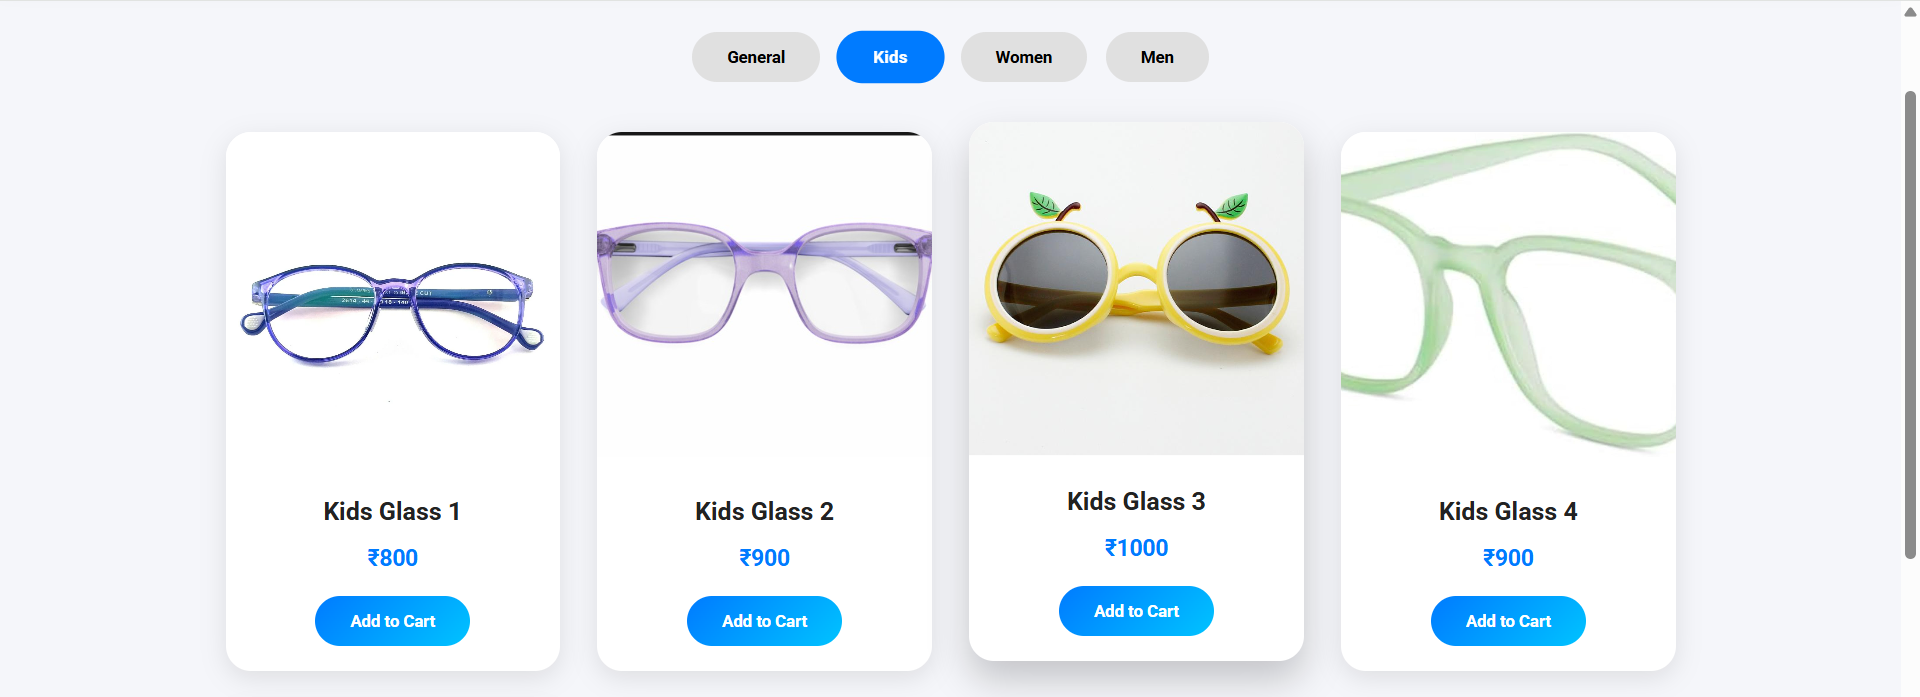 General
Kids
Women
Men
Kids Glass 1
₹800
Add to Cart
Kids Glass 2
₹900
Add to Cart
Kids Glass 3
₹1000
Add to Cart
Kids Glass 4
₹900
Add to Cart